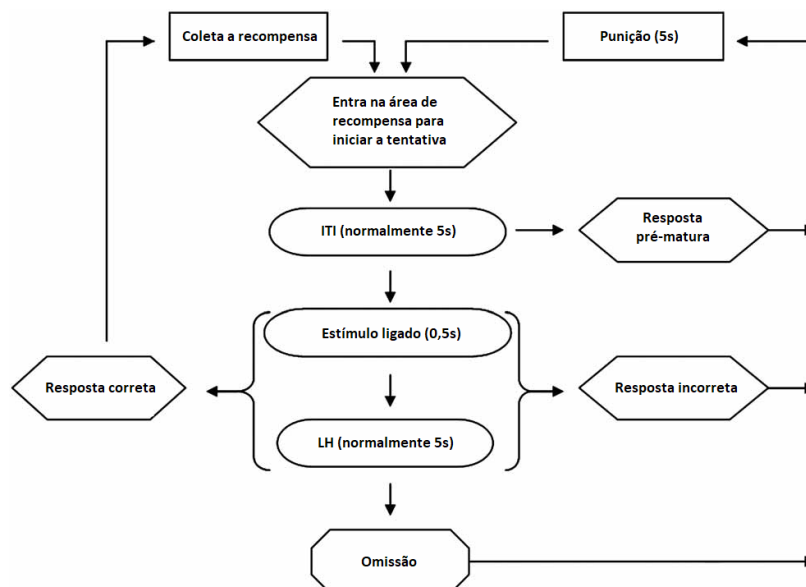 Coleta a recompensa
Punição (5s)
Entra na área de
recompensa para
iniciar a tentativa
ITI (normalmente 5s)
Resposta
pré-matura
Estímulo ligado (0,5s)
Resposta correta
Resposta incorreta
LH (normalmente 5s)
Omissão